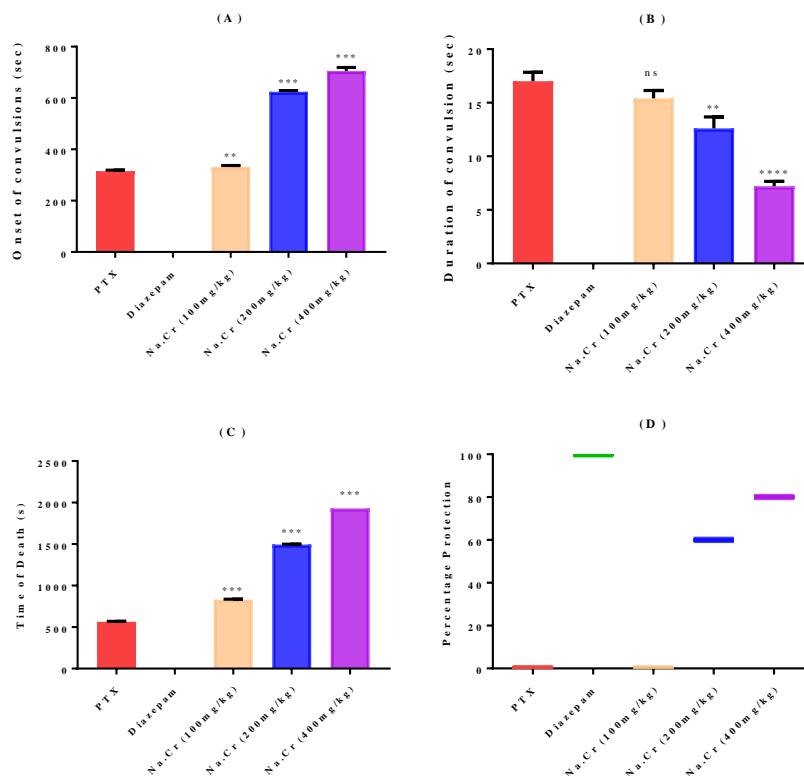 (A)
Onset of convulsions (sec)
800
600
400
200
0
**
***
***
PTX
Diazepam
Na.Cr (100mg/kg)
Na.Cr (200mg/kg)
Na.Cr (400mg/kg)
(B)
Duration of convulsion (sec)
20
15
10
5
0
ns
**
****
PTX
Diazepam
Na.Cr (100mg/kg)
Na.Cr (200mg/kg)
Na.Cr (400mg/kg)
(C)
Time of Death (s)
2500
2000
1500
1000
500
0
***
***
***
PTX
Diazepam
Na.Cr (100mg/kg)
Na.Cr (200mg/kg)
Na.Cr (400mg/kg)
(D)
Percentage Protection
100
80
60
40
20
0
PTX
Diazepam
Na.Cr (100mg/kg)
Na.Cr (200mg/kg)
Na.Cr (400mg/kg)